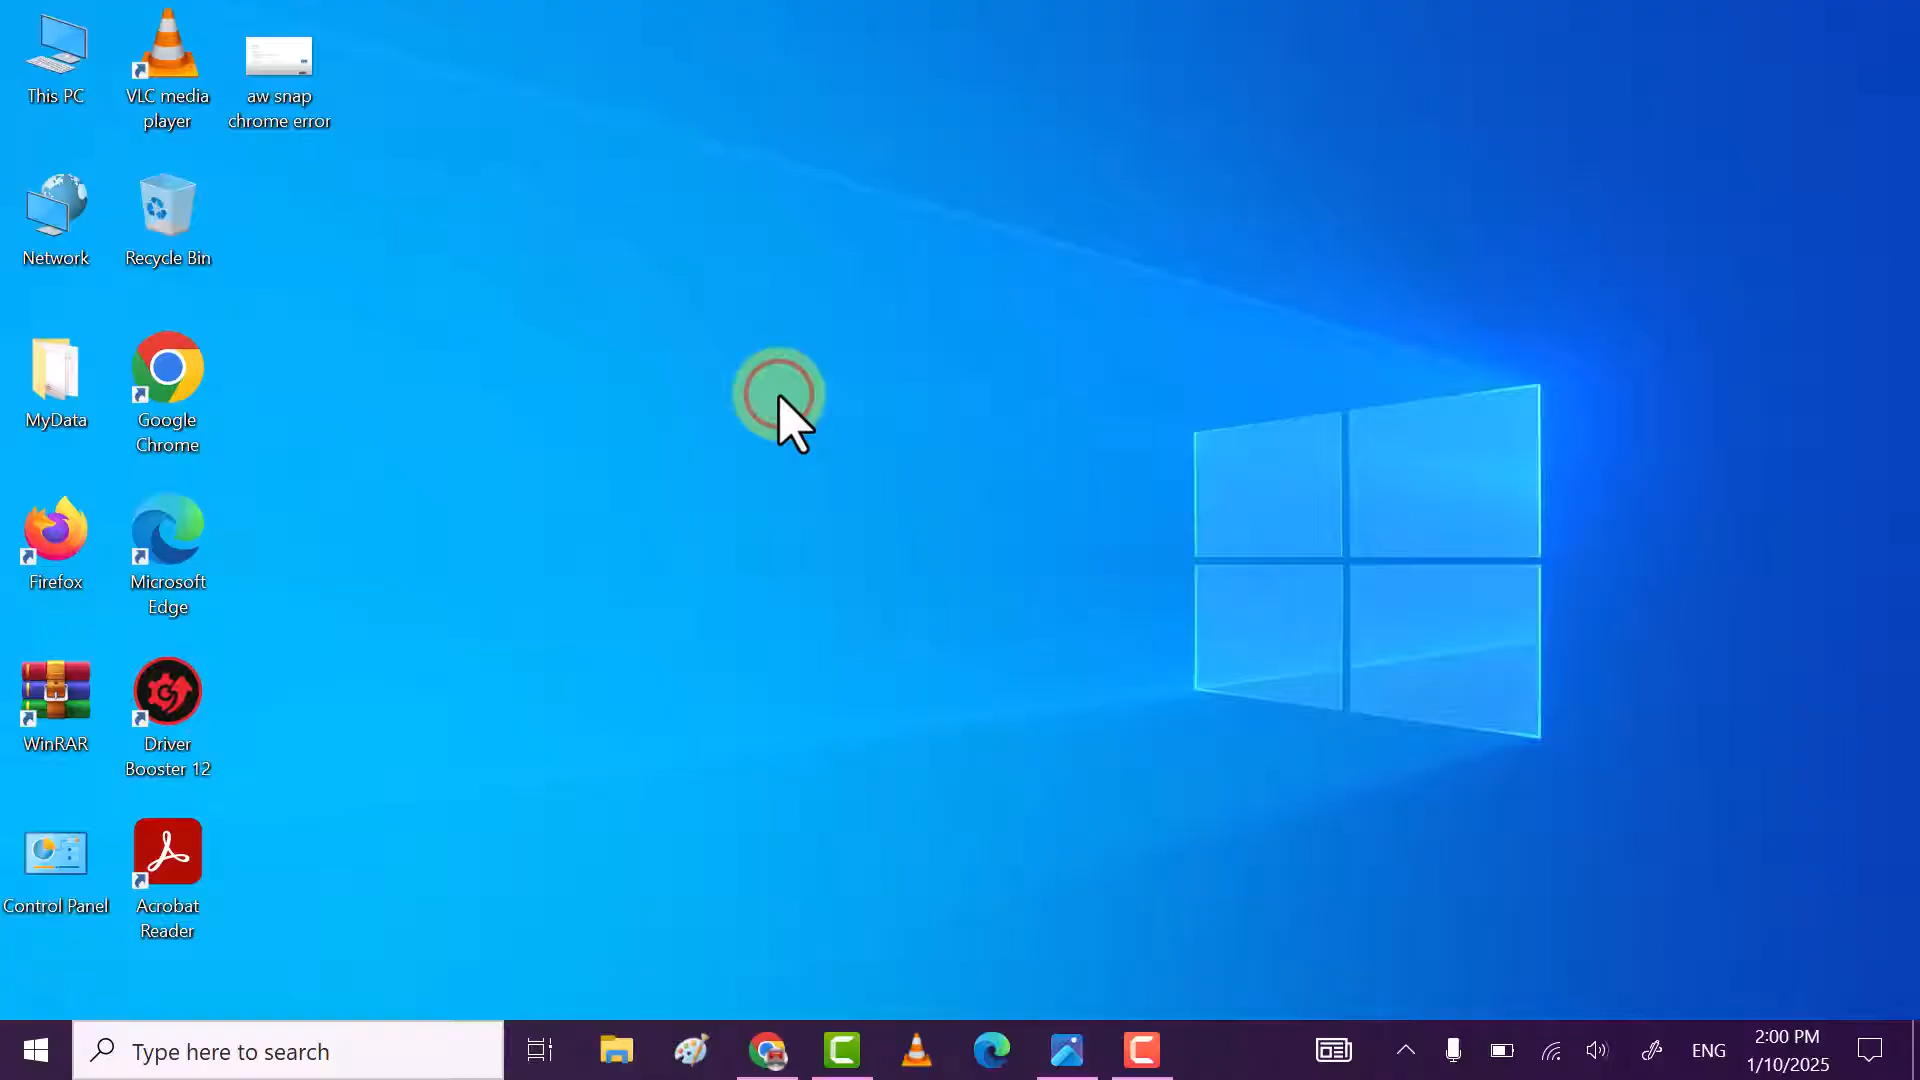 This PC
VLC media
player
aw snap
chrome error
Network
Recycle Bin
MyData
Google
Chrome
Firefox
Microsoft
Edge
WinRAR
Driver
Booster 12
Control Panel
Acrobat
Reader
Type here to search
ENG
2:00 PM
1/10/2025